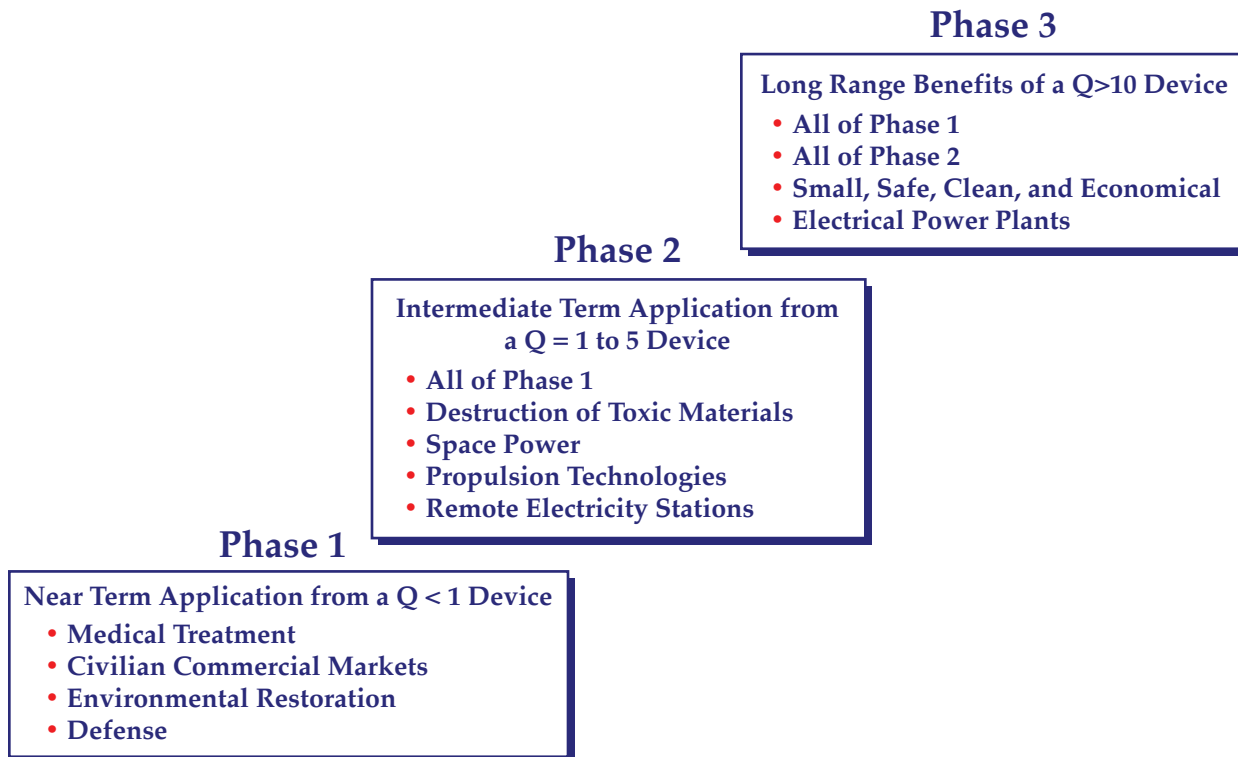 Phase 3
Long Range Benefits of a Q>10 Device
• All of Phase 1
• All of Phase 2
• Small, Safe, Clean, and Economical
• Electrical Power Plants
Phase 2
Intermediate Term Application from
a Q = 1 to 5 Device
• All of Phase 1
• Destruction of Toxic Materials
• Space Power
• Propulsion Technologies
• Remote Electricity Stations
Phase 1
Near Term Application from a Q < 1 Device
• Medical Treatment
• Civilian Commercial Markets
• Environmental Restoration
• Defense